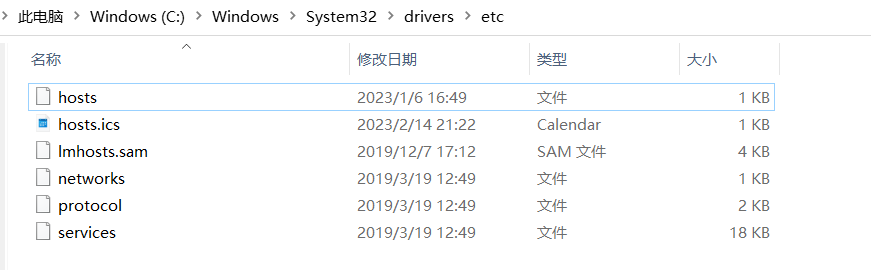 此电脑 > Windows (C:) > Windows > System32 > drivers > etc
名称 修改日期 类型 大小
hosts 2023/1/6 16:49 文件 1 KB
hosts.ics 2023/2/14 21:22 Calendar 1 KB
lmhosts.sam 2019/12/7 17:12 SAM 文件 4 KB
networks 2019/3/19 12:49 文件 1 KB
protocol 2019/3/19 12:49 文件 2 KB
services 2019/3/19 12:49 文件 18 KB